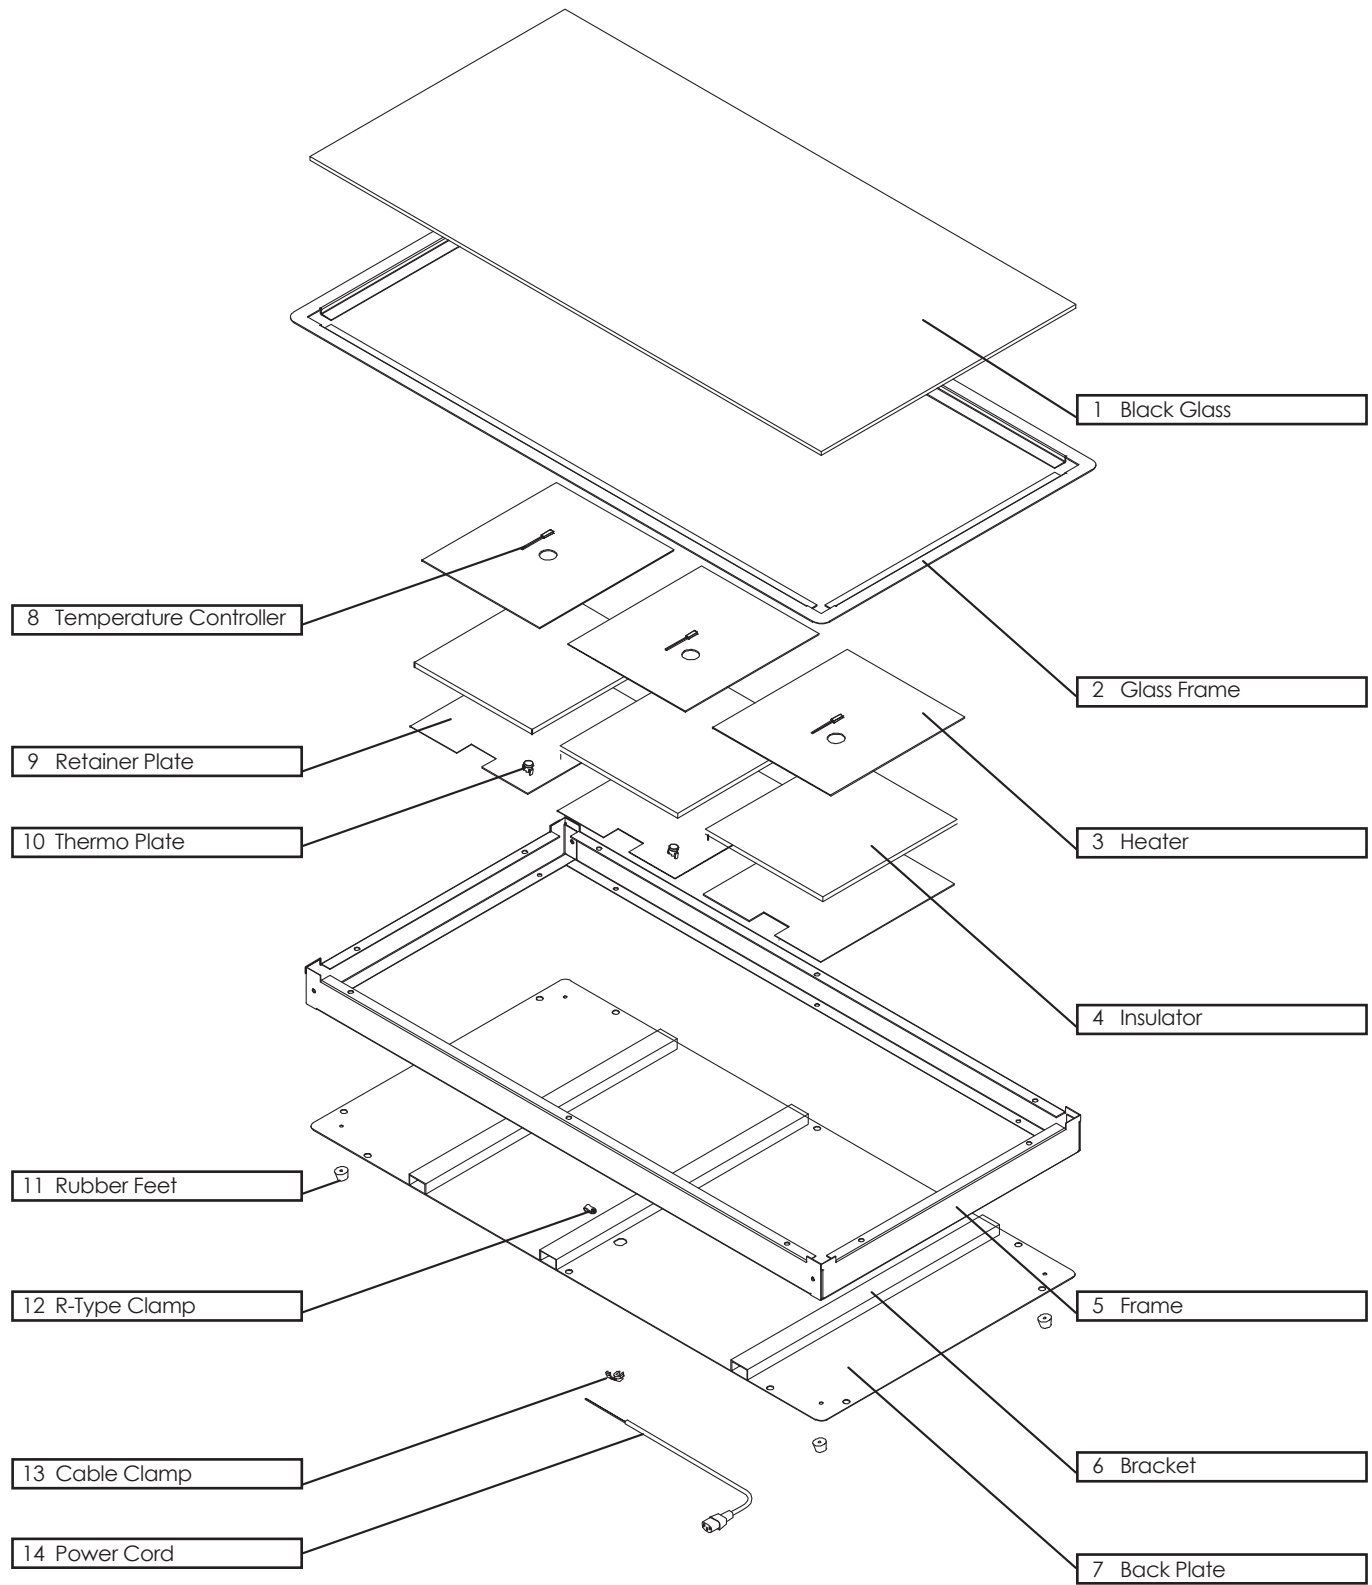 1 Black Glass
8 Temperature Controller
2 Glass Frame
9 Retainer Plate
10 Thermo Plate
3 Heater
4 Insulator
11 Rubber Feet
12 R-Type Clamp
5 Frame
13 Cable Clamp
6 Bracket
14 Power Cord
7 Back Plate